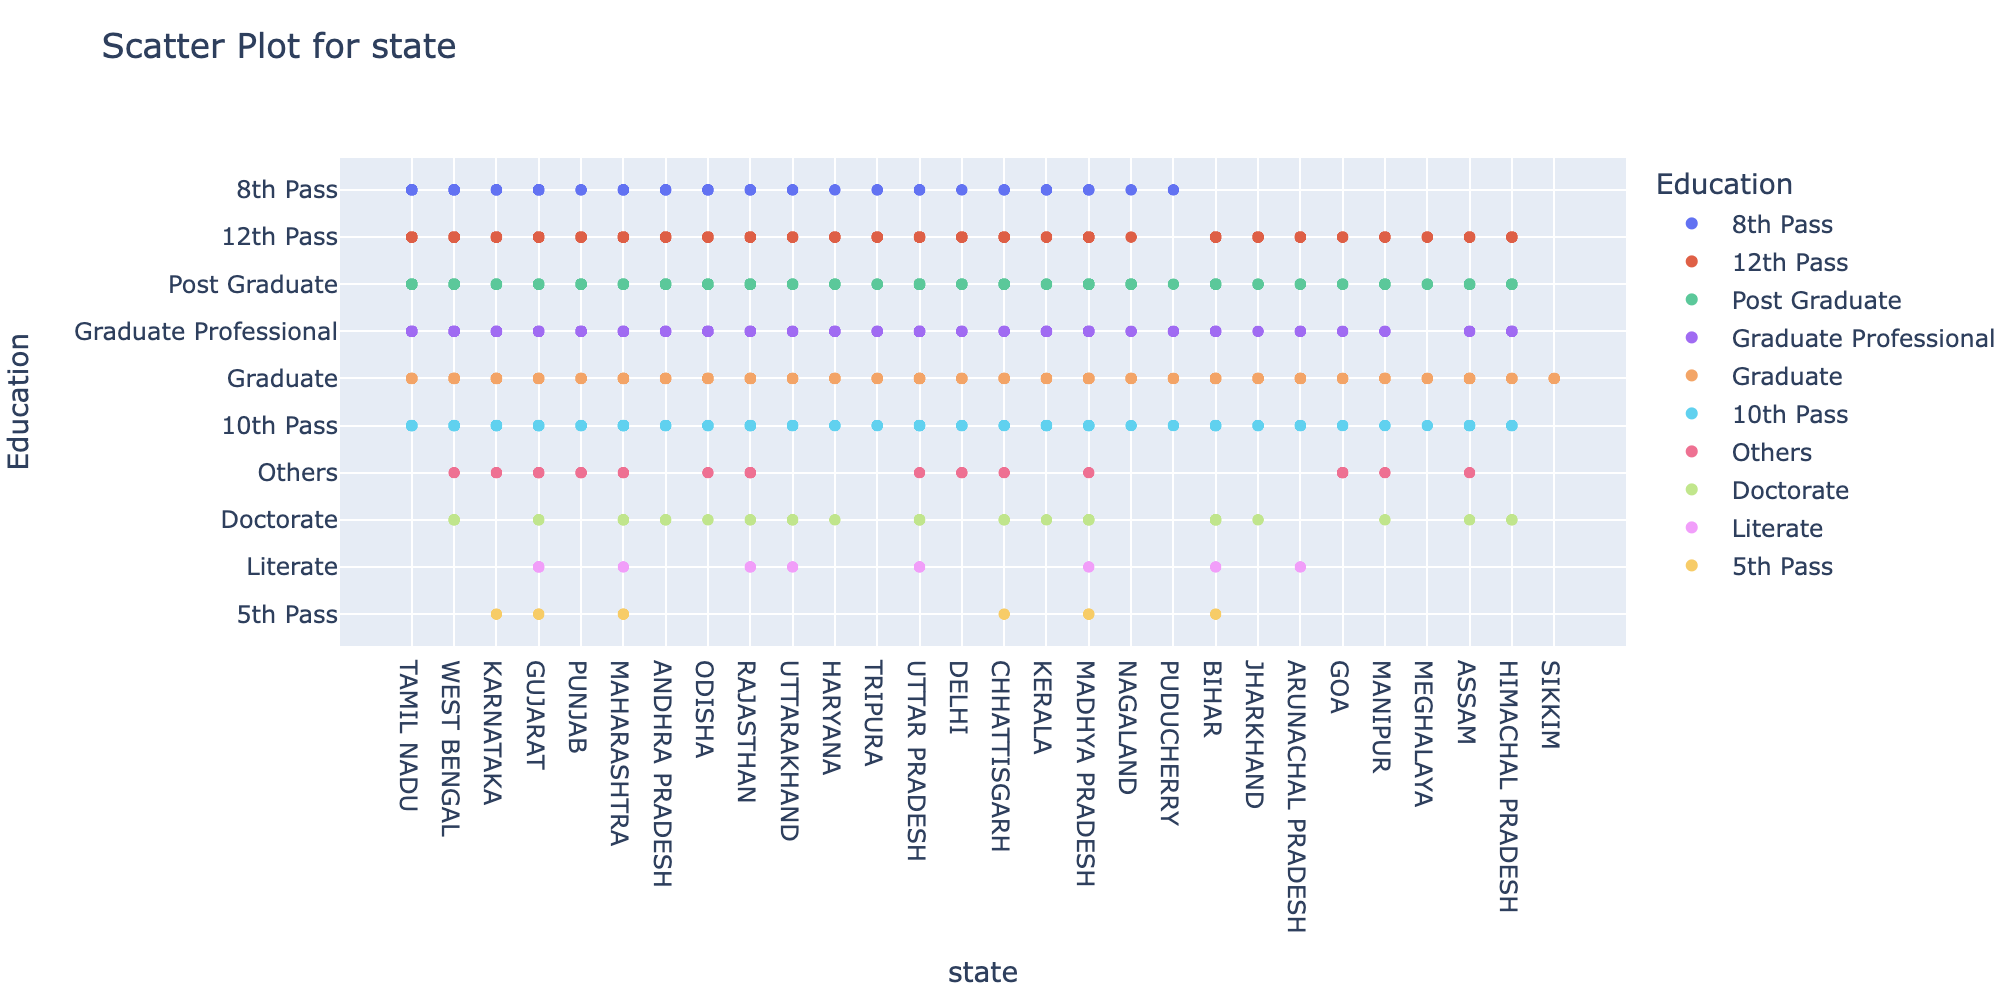 Scatter Plot for state
Education
8th Pass
12th Pass
Post Graduate
Graduate Professional
Graduate
10th Pass
Others
Doctorate
Literate
5th Pass
TAMIL NADU
WEST BENGAL
KARNATAKA
GUJARAT
PUNJAB
MAHARASHTRA
ANDHRA PRADESH
ODISHA
RAJASTHAN
UTTARAKHAND
HARYANA
TRIPURA
UTTAR PRADESH
DELHI
CHHATTISGARH
KERALA
MADHYA PRADESH
NAGALAND
PUDUCHERRY
BIHAR
JHARKHAND
ARUNACHAL PRADESH
GOA
MANIPUR
MEGHALAYA
ASSAM
HIMACHAL PRADESH
SIKKIM
state
Education
8th Pass
12th Pass
Post Graduate
Graduate Professional
Graduate
10th Pass
Others
Doctorate
Literate
5th Pass